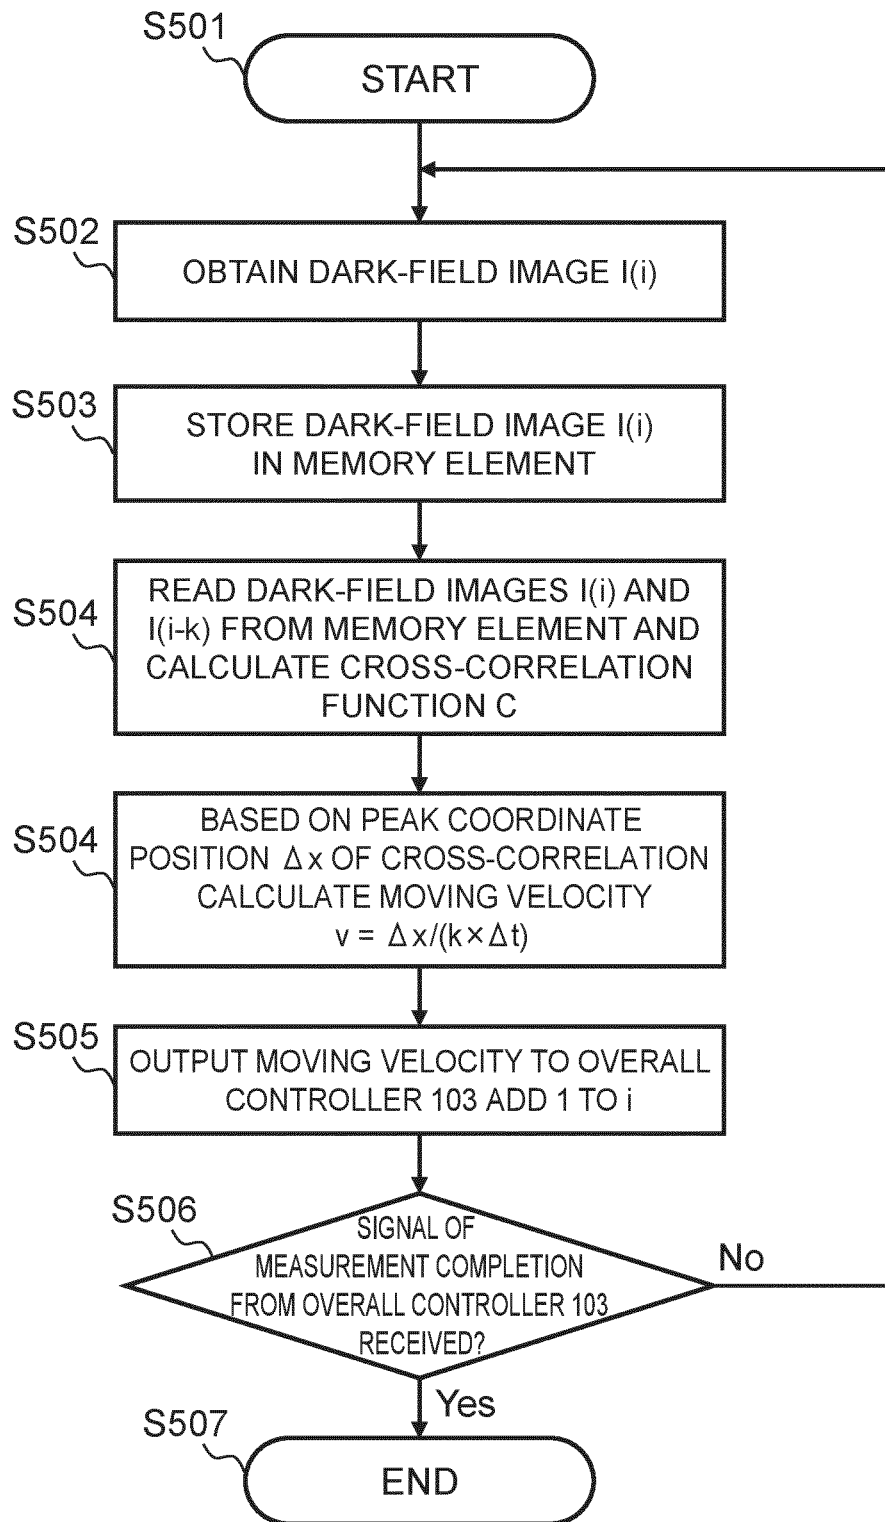 S501
START
S502
OBTAIN DARK-FIELD IMAGE I(i)
S503
STORE DARK-FIELD IMAGE I(i)
IN MEMORY ELEMENT
S504
READ DARK-FIELD IMAGES I(i) AND
I(i-k) FROM MEMORY ELEMENT AND
CALCULATE CROSS-CORRELATION
FUNCTION C
S504
BASED ON PEAK COORDINATE
POSITION Δx OF CROSS-CORRELATION
CALCULATE MOVING VELOCITY
v = Δx/(k×Δt)
S505
OUTPUT MOVING VELOCITY TO OVERALL
CONTROLLER 103 ADD 1 TO i
S506
SIGNAL OF
MEASUREMENT COMPLETION
FROM OVERALL CONTROLLER 103
RECEIVED?
No
Yes
S507
END